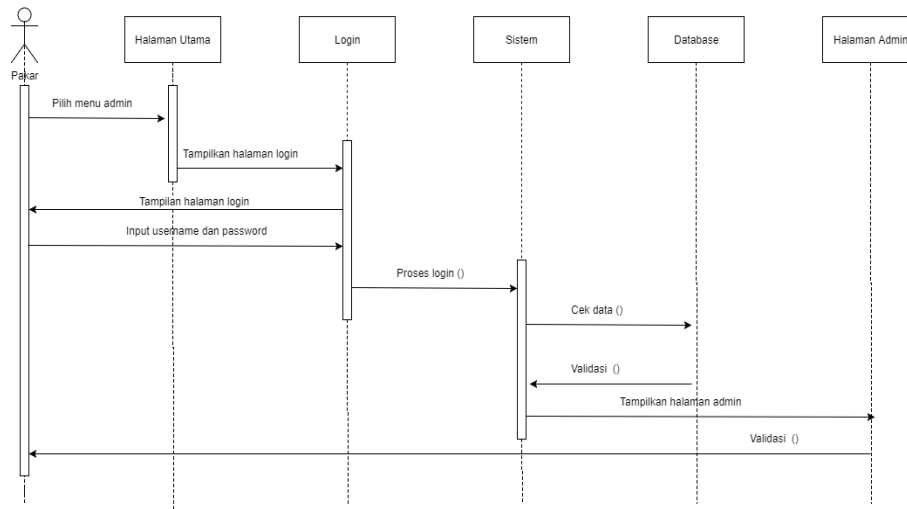 Halaman Utama
Login
Sistem
Database
Halaman Admin
Pakar
Pilih menu admin
Tampilkan halaman login
Tampilan halaman login
Input username dan password
Proses login ()
Cek data ()
Validasi ()
Tampilkan halaman admin
Validasi ()